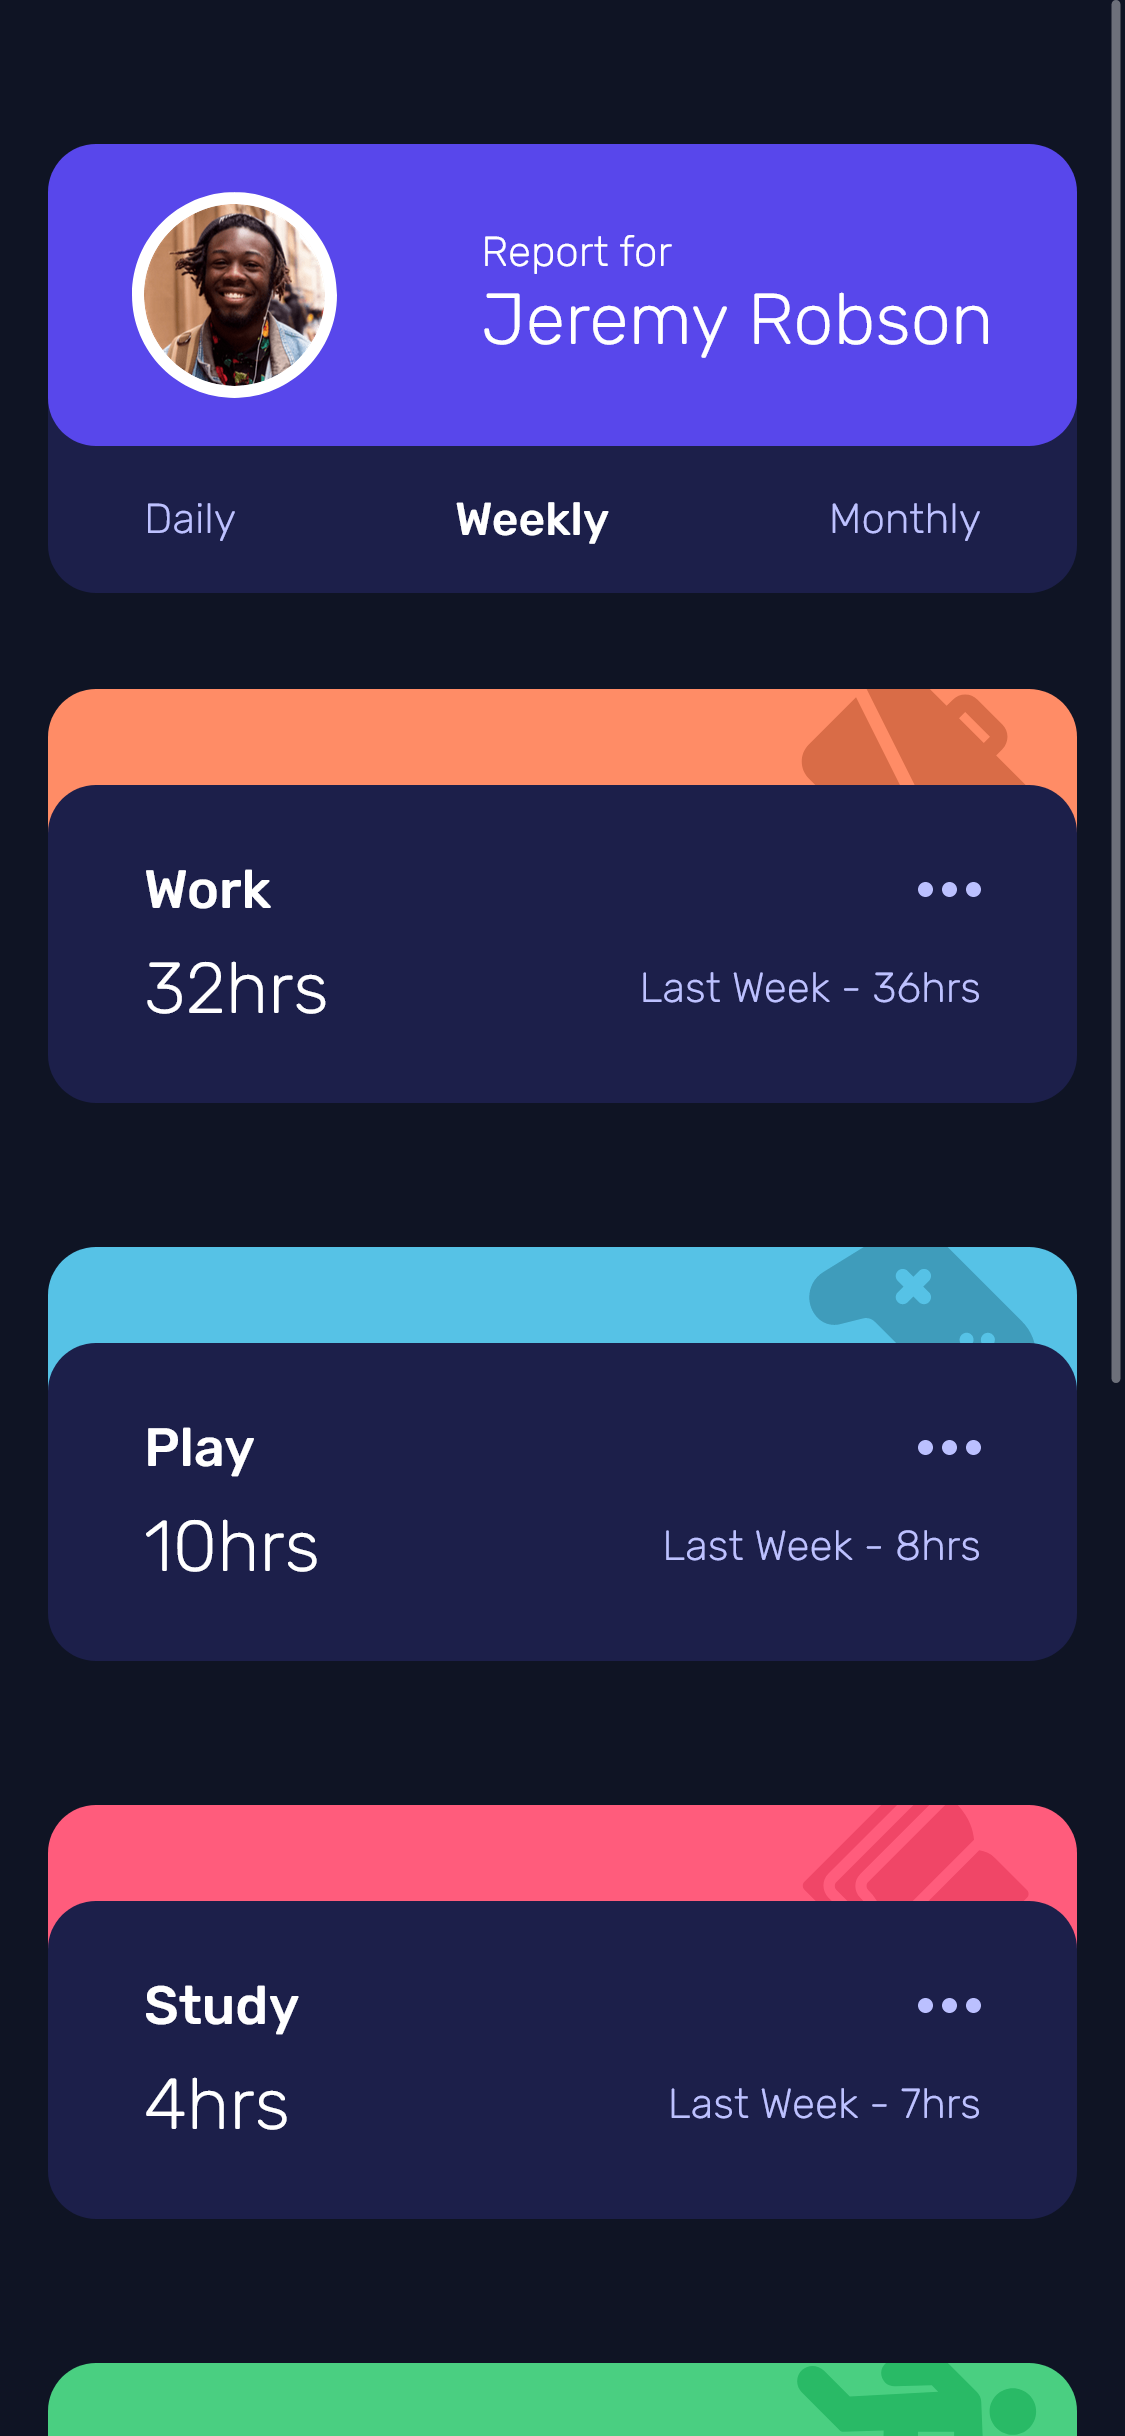 Report for
Jeremy Robson
Daily Weekly Monthly
Work
32hrs Last Week - 36hrs
Play
10hrs Last Week - 8hrs
Study
4hrs Last Week - 7hrs